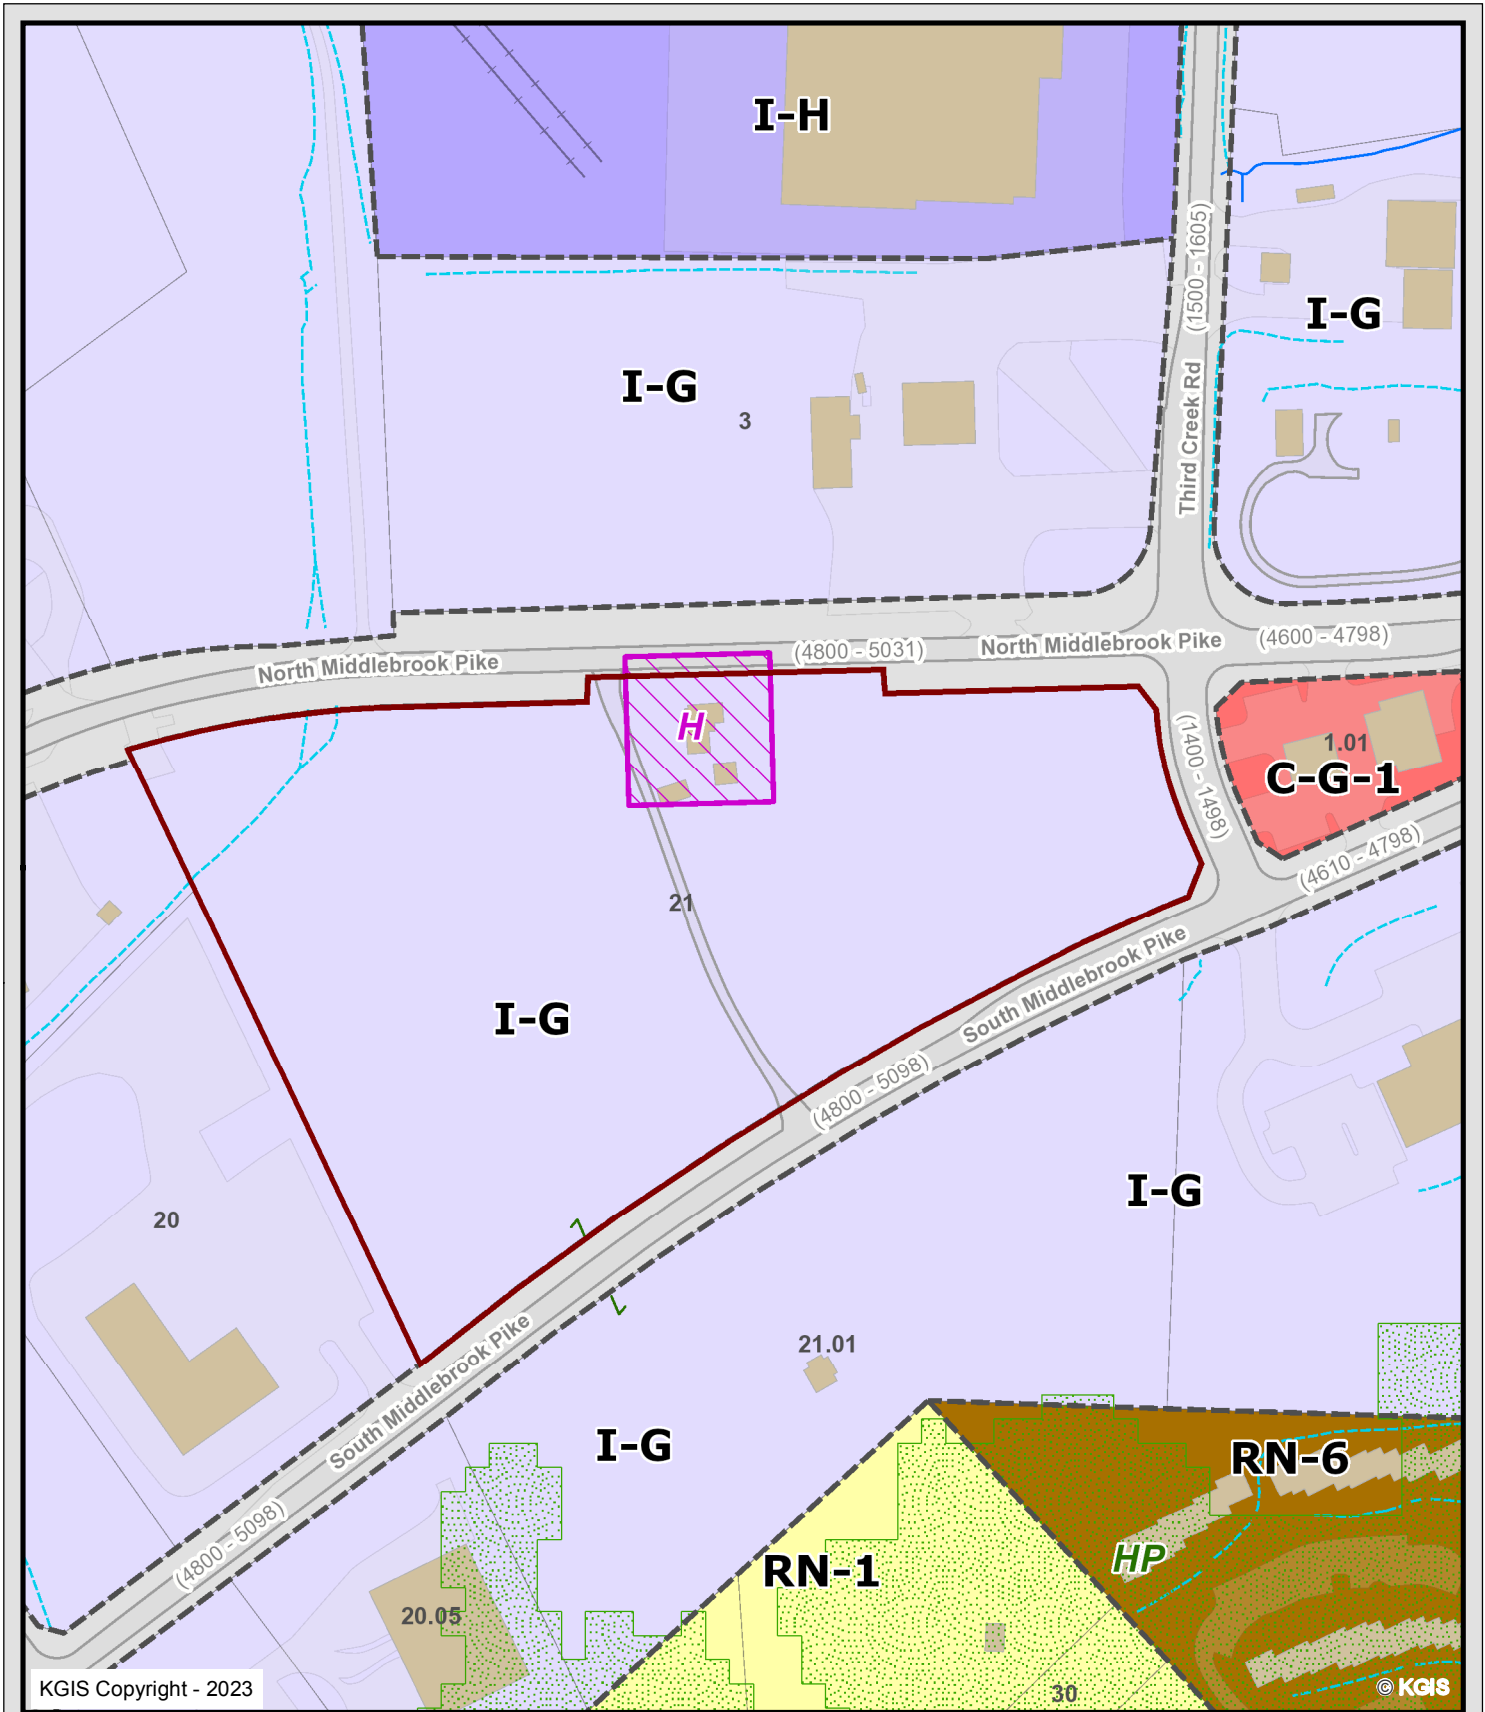 I-H
(1500 - 1605)
I-G
I-G
3
Third Creek Rd
North Middlebrook Pike
(4800 - 5031)
North Middlebrook Pike
(4600 - 4798)
H
(1400 - 1498)
1.01
C-G-1
(4610 - 4798)
21
South Middlebrook Pike
I-G
(4800 - 5098)
I-G
20
21.01
South Middlebrook Pike
I-G
RN-6
(4800 - 5098)
HP
RN-1
20.05
30
KGIS Copyright - 2023
© KGIS